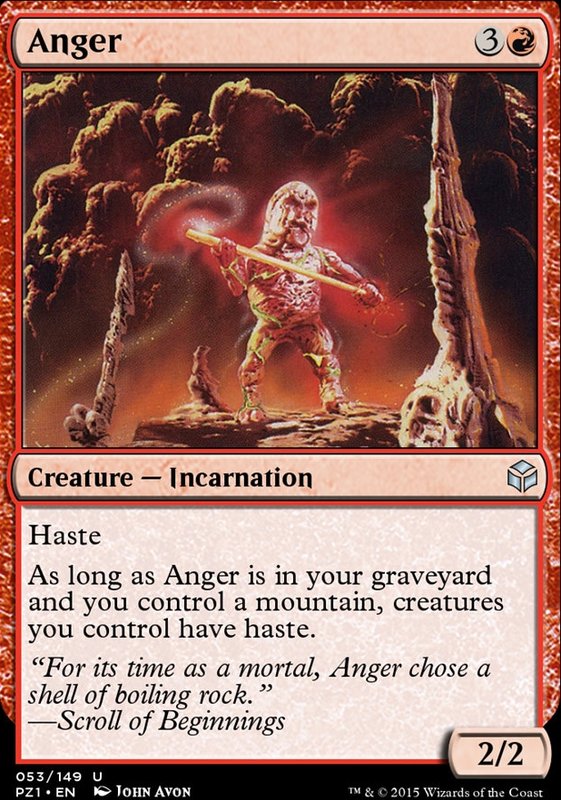 Anger 3
Creature — Incarnation
Haste
As long as Anger is in your graveyard
and you control a mountain, creatures
you control have haste.
“For its time as a mortal, Anger chose a
shell of boiling rock.”
—Scroll of Beginnings
2/2
053/149 U
PZ1 • EN John Avon
™ & © 2015 Wizards of the Coast